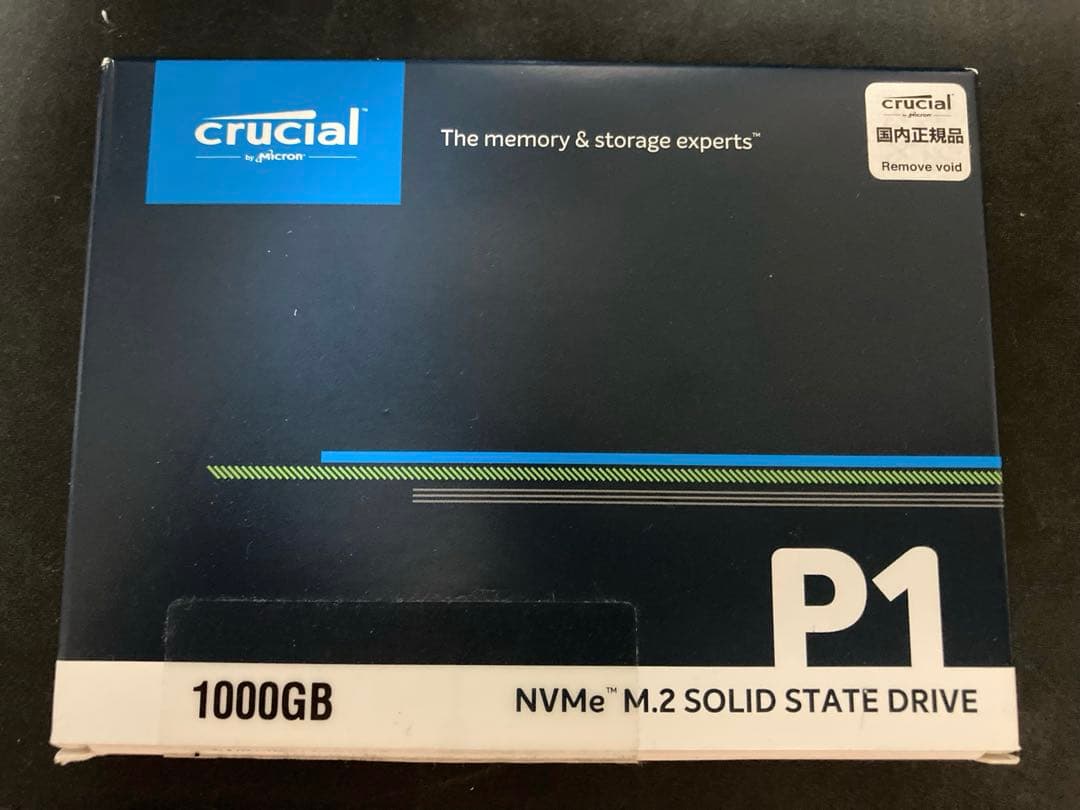 crucial™
by Micron®
The memory & storage experts™
crucial
by Micron
国内正規品
Remove void
P1
1000GB
NVMe™ M.2 SOLID STATE DRIVE